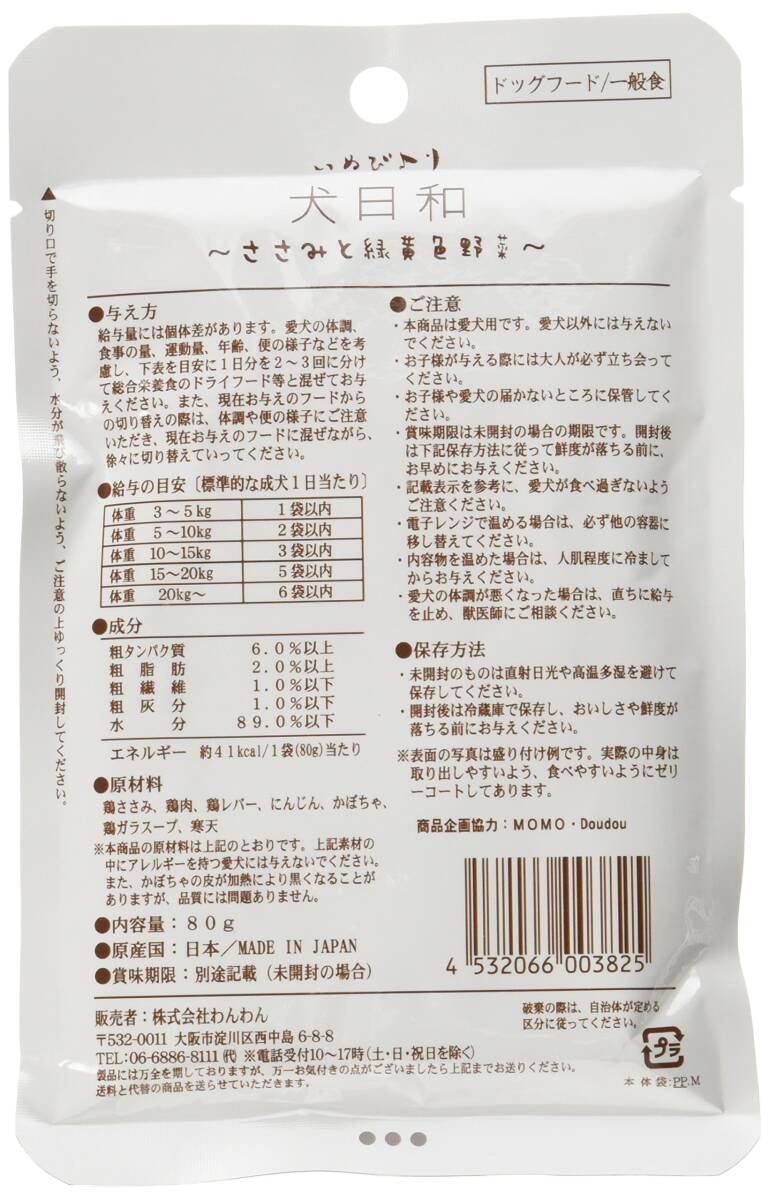 ドッグフード/一般食
いぬびより
犬日和
～ささみと緑黄色野菜～
▲切り口で手を切らないよう、水分が飛び散らないよう、ご注意の上ゆっくり開封してください。
●与え方
給与量には個体差があります。愛犬の体調、
食事の量、運動量、年齢、便の様子などを考
慮し、下表を目安に1日分を2～3回に分け
て総合栄養食のドライフード等と混ぜてお与
えください。また、現在お与えのフードから
の切り替えの際は、体調や便の様子にご注意
いただき、現在お与えのフードに混ぜながら、
徐々に切り替えていってください。
●給与の目安〔標準的な成犬1日当たり〕
体重 3～5kg 1袋以内
体重 5～10kg 2袋以内
体重 10～15kg 3袋以内
体重 15～20kg 5袋以内
体重 20kg～ 6袋以内
●成分
粗タンパク質 6.0%以上
粗脂肪 2.0%以上
粗繊維 1.0%以下
粗灰分 1.0%以下
水分 89.0%以下
エネルギー 約41kcal/1袋(80g)当たり
●原材料
鶏ささみ、鶏肉、鶏レバー、にんじん、かぼちゃ、
鶏ガラスープ、寒天
※本商品の原材料は上記のとおりです。上記素材の
中にアレルギーを持つ愛犬には与えないでください。
また、かぼちゃの皮が加熱により黒くなることが
ありますが、品質には問題ありません。
●内容量：80g
●原産国：日本／MADE IN JAPAN
●賞味期限：別途記載（未開封の場合）
●ご注意
・本商品は愛犬用です。愛犬以外には与えない
でください。
・お子様が与える際には大人が必ず立ち会って
ください。
・お子様や愛犬の届かないところに保管してく
ださい。
・賞味期限は未開封の場合の期限です。開封後
は下記保存方法に従って鮮度が落ちる前に、
お早めにお与えください。
・記載表示を参考に、愛犬が食べ過ぎないよう
ご注意ください。
・電子レンジで温める場合は、必ず他の容器に
移し替えてください。
・内容物を温めた場合は、人肌程度に冷まして
からお与えください。
・愛犬の体調が悪くなった場合は、直ちに給与
を止め、獣医師にご相談ください。
●保存方法
・未開封のものは直射日光や高温多湿を避けて
保存してください。
・開封後は冷蔵庫で保存し、おいしさや鮮度が
落ちる前にお与えください。
※表面の写真は盛り付け例です。実際の中身は
取り出しやすいよう、食べやすいようにゼリ
ーコートしてあります。
商品企画協力：MOMO・Doudou
4 532066 003825
販売者：株式会社わんわん
〒532-0011 大阪市淀川区西中島 6-8-8
TEL:06-6886-8111 代 ※電話受付10～17時(土・日・祝日を除く)
製品には万全を期しておりますが、万一お気付きの点がございましたら上記までお送りください。
送料と代替の商品を送らせていただきます。
破棄の際は、自治体が定める
区分に従ってください。
プラ
本体袋:PP,M